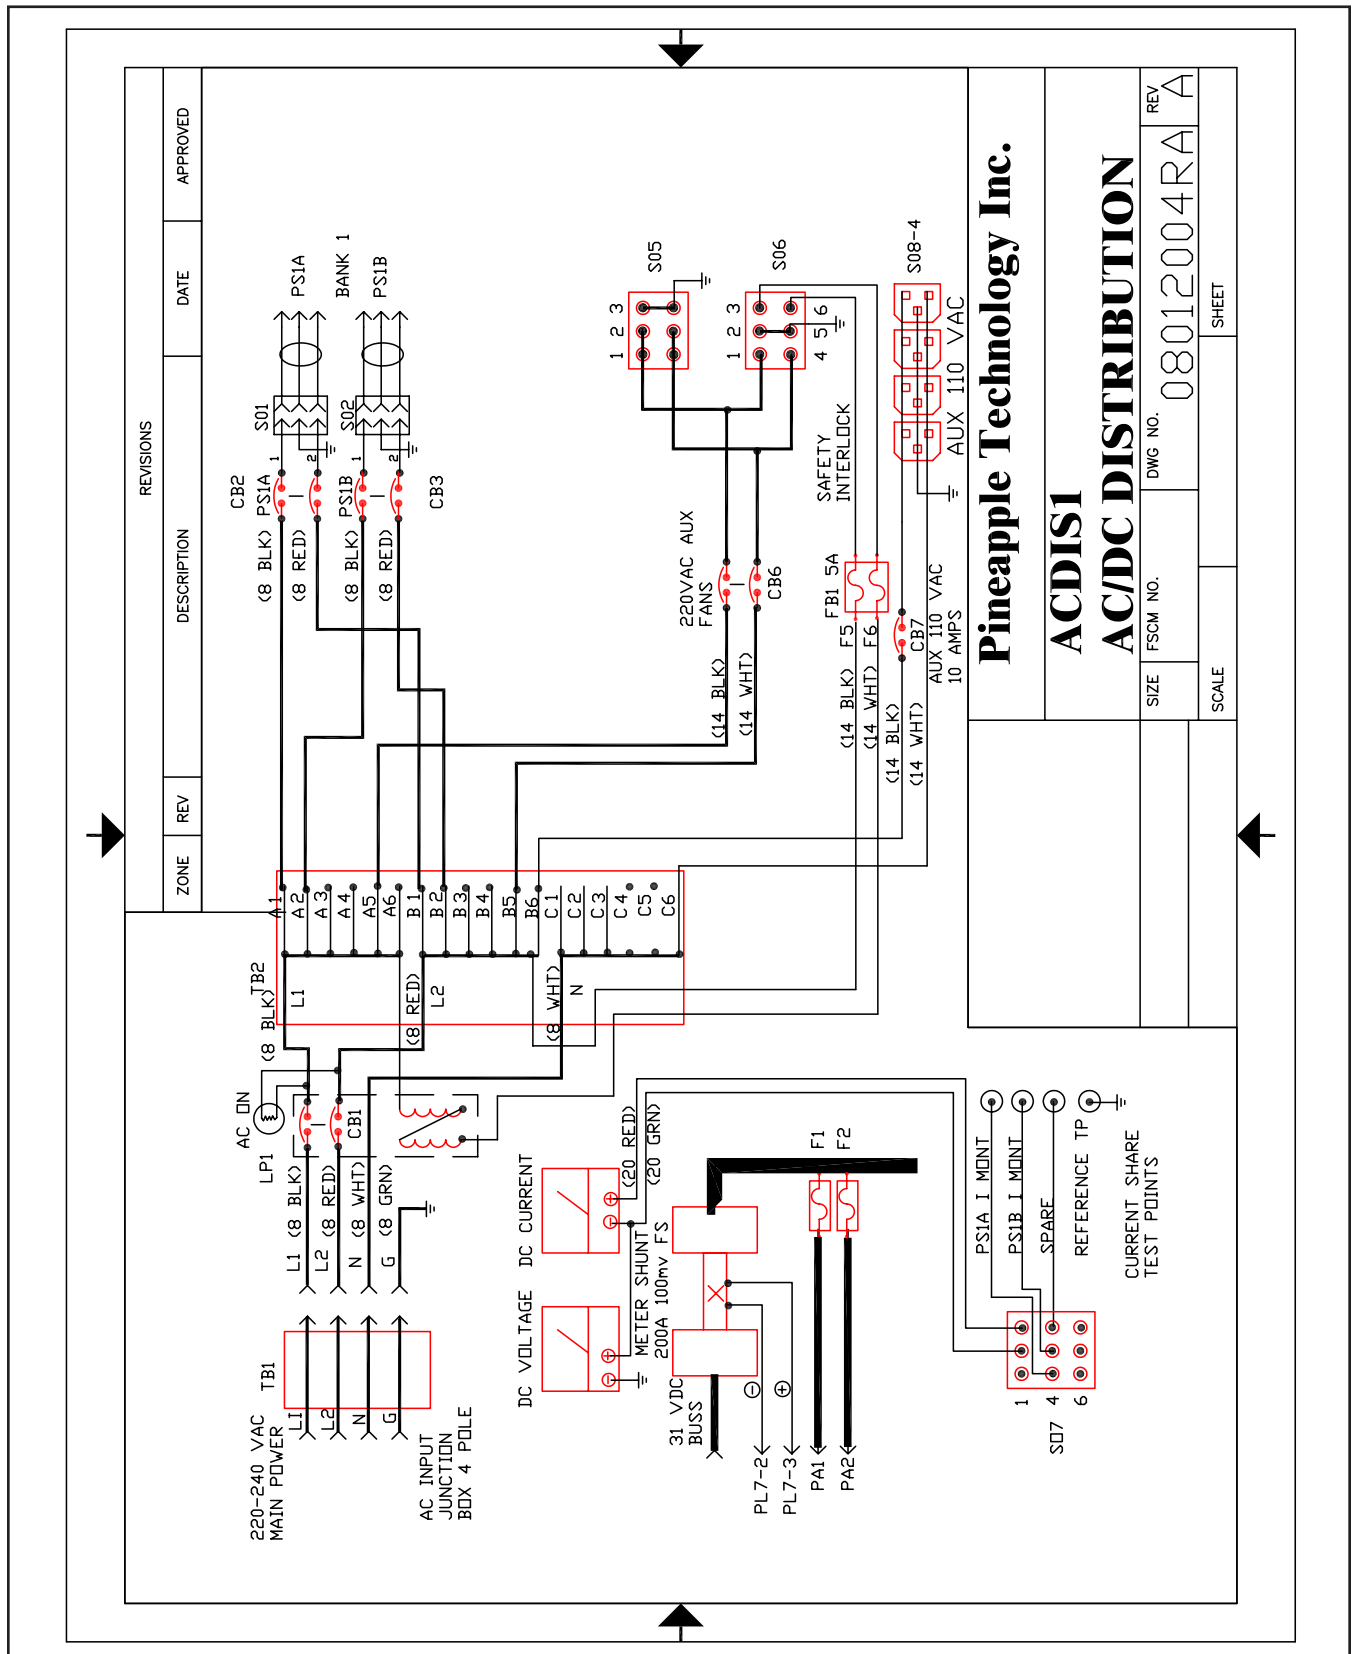 REVISIONS
ZONE
REV
DESCRIPTION
DATE
APPROVED
220-240 VAC
MAIN POWER
TB1
L1
L2
N
G
AC INPUT
JUNCTION
BOX 4 POLE
L1 (8 BLK)
L2 (8 RED)
N (8 WHT)
G (8 GRN)
LP1
AC ON
CB1
(8 BLK)
TB2
L1
(8 RED)
L2
(8 WHT)
N
A1
A2
A3
A4
A5
A6
B1
B2
B3
B4
B5
B6
C1
C2
C3
C4
C5
C6
(8 BLK)
(8 RED)
(8 BLK)
(8 RED)
CB2
PS1A
PS1B
CB3
1
2
1
2
S01
S02
PS1A
BANK 1
PS1B
(14 BLK)
(14 WHT)
220VAC AUX
FANS
CB6
1 2 3
S05
1 2 3
4 5 6
S06
SAFETY
INTERLOCK
FB1 5A
(14 BLK) F5
(14 WHT) F6
(14 BLK)
(14 WHT)
CB7
AUX 110 VAC
10 AMPS
AUX 110 VAC
S08-4
DC VOLTAGE
DC CURRENT
(20 RED)
(20 GRN)
METER SHUNT
200A 100mv FS
31 VDC
BUSS
PL7-2
PL7-3
PA1
PA2
F1
F2
PS1A I MONT
PS1B I MONT
SPARE
REFERENCE TP
CURRENT SHARE
TEST POINTS
1
4
6
S07
Pineapple Technology Inc.
ACDIS1
AC/DC DISTRIBUTION
SIZE
FSCM NO.
DWG NO.
08012004RA
REV
A
SCALE
SHEET